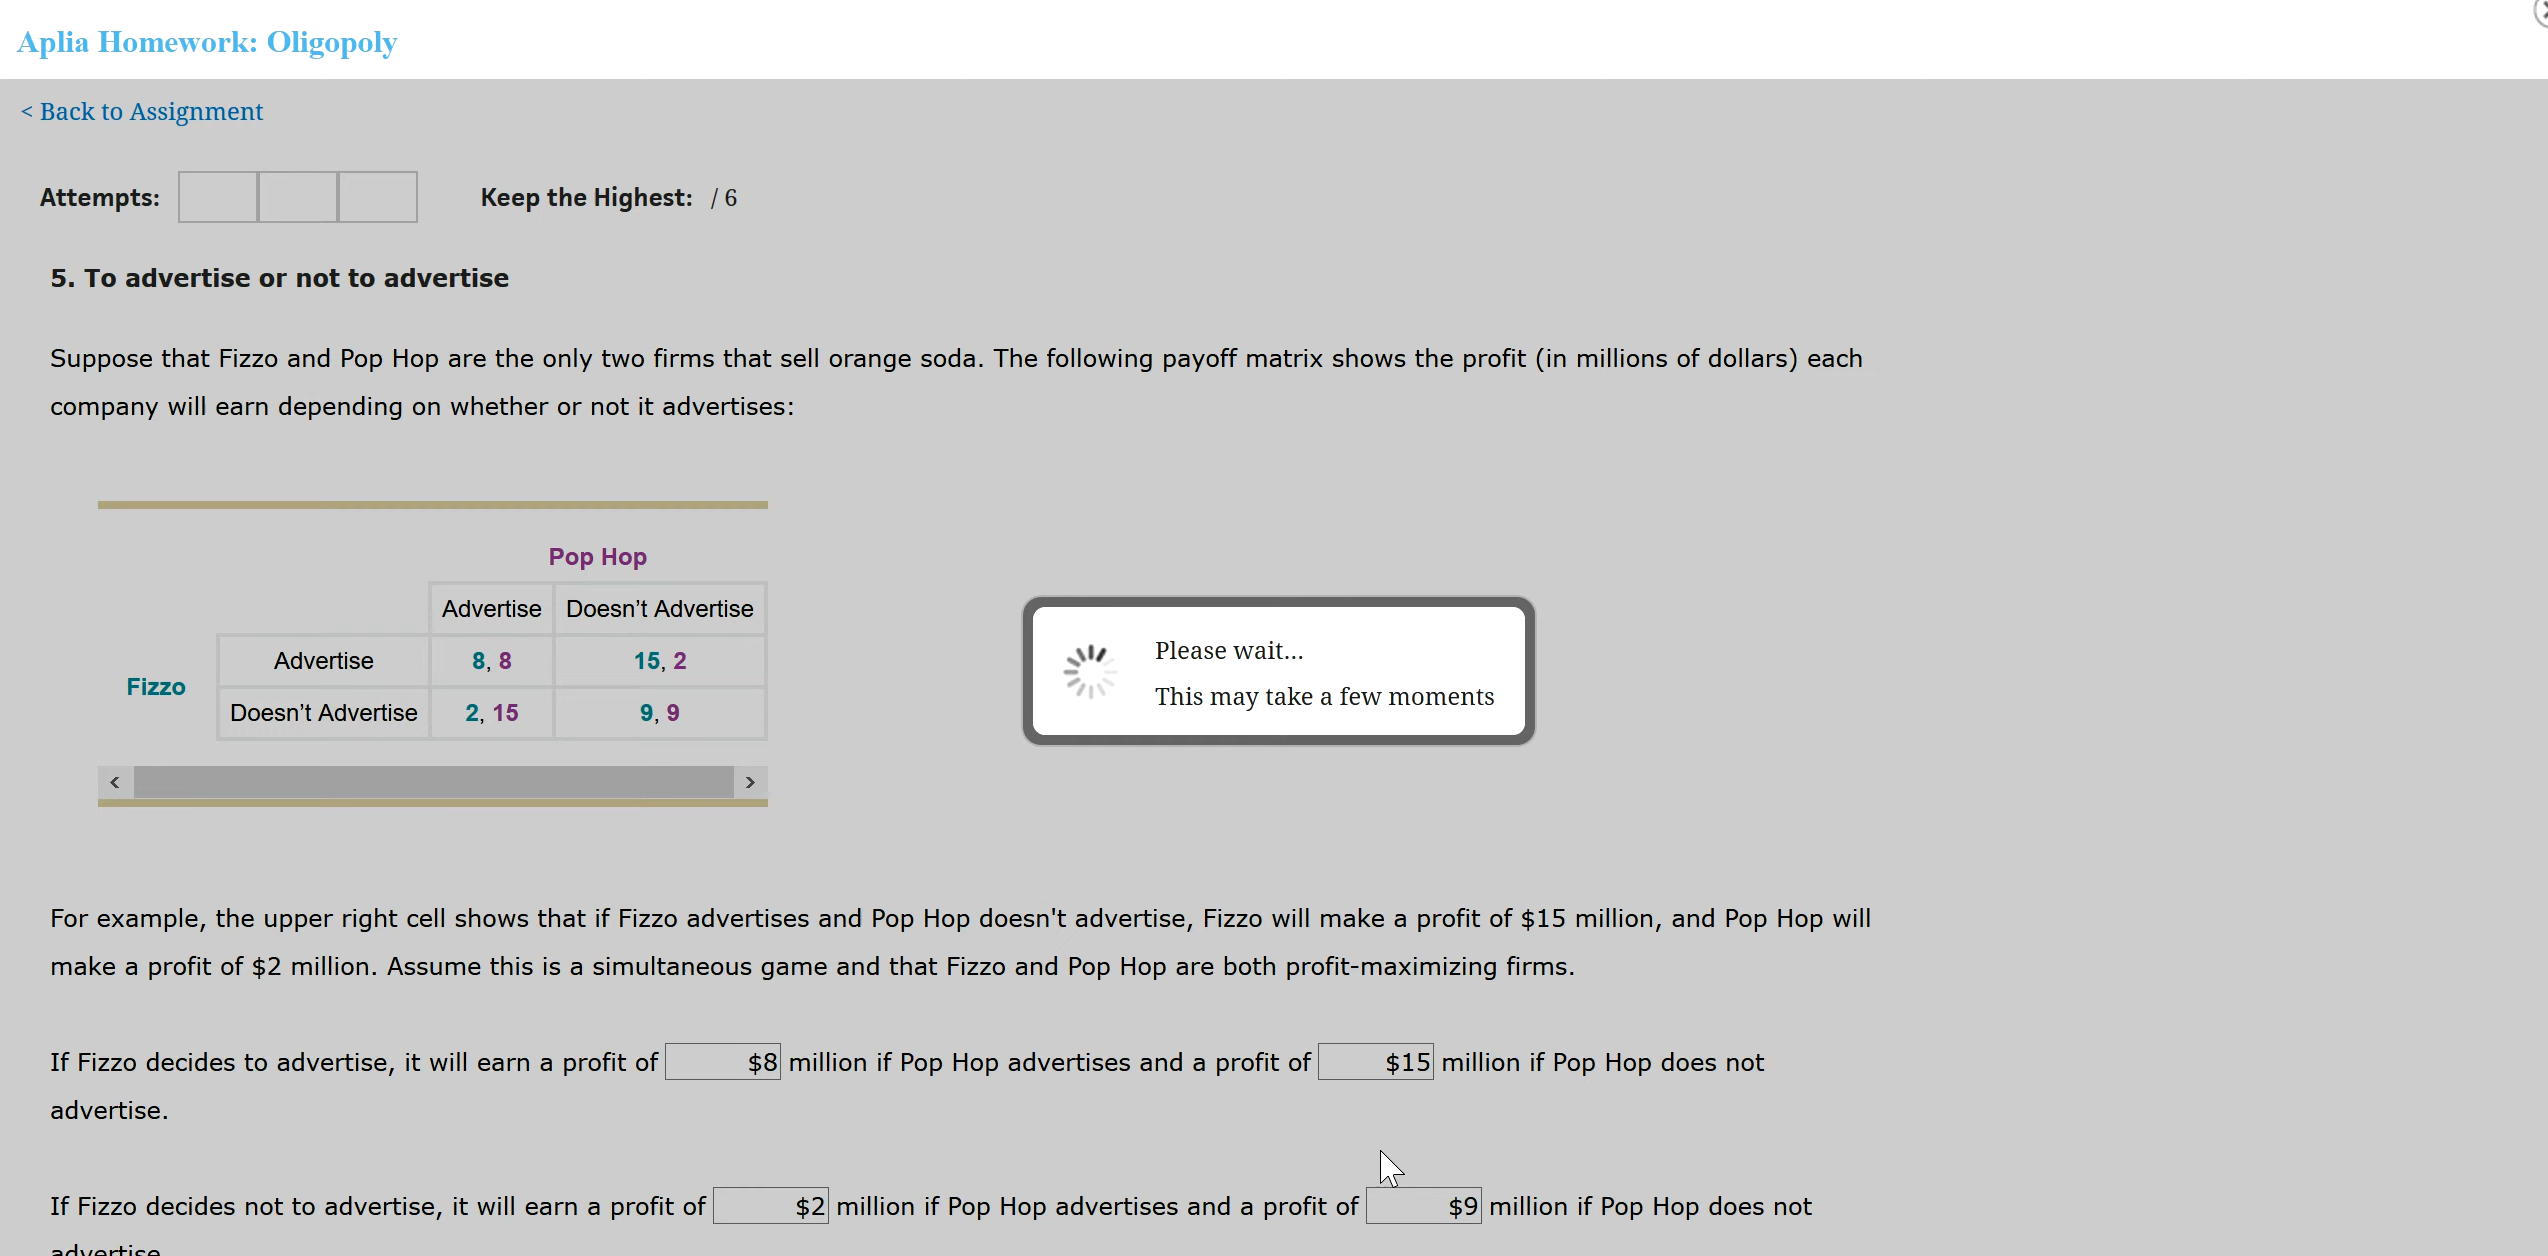 Aplia Homework: Oligopoly
< Back to Assignment
Attempts:
Keep the Highest: / 6
5. To advertise or not to advertise
Suppose that Fizzo and Pop Hop are the only two firms that sell orange soda. The following payoff matrix shows the profit (in millions of dollars) each
company will earn depending on whether or not it advertises:
Pop Hop
Advertise Doesn't Advertise
Advertise 8, 8 15, 2
Fizzo
Doesn't Advertise 2, 15 9, 9
Please wait...
This may take a few moments
For example, the upper right cell shows that if Fizzo advertises and Pop Hop doesn't advertise, Fizzo will make a profit of $15 million, and Pop Hop will
make a profit of $2 million. Assume this is a simultaneous game and that Fizzo and Pop Hop are both profit-maximizing firms.
If Fizzo decides to advertise, it will earn a profit of $8 million if Pop Hop advertises and a profit of $15 million if Pop Hop does not
advertise.
If Fizzo decides not to advertise, it will earn a profit of $2 million if Pop Hop advertises and a profit of $9 million if Pop Hop does not
advertise